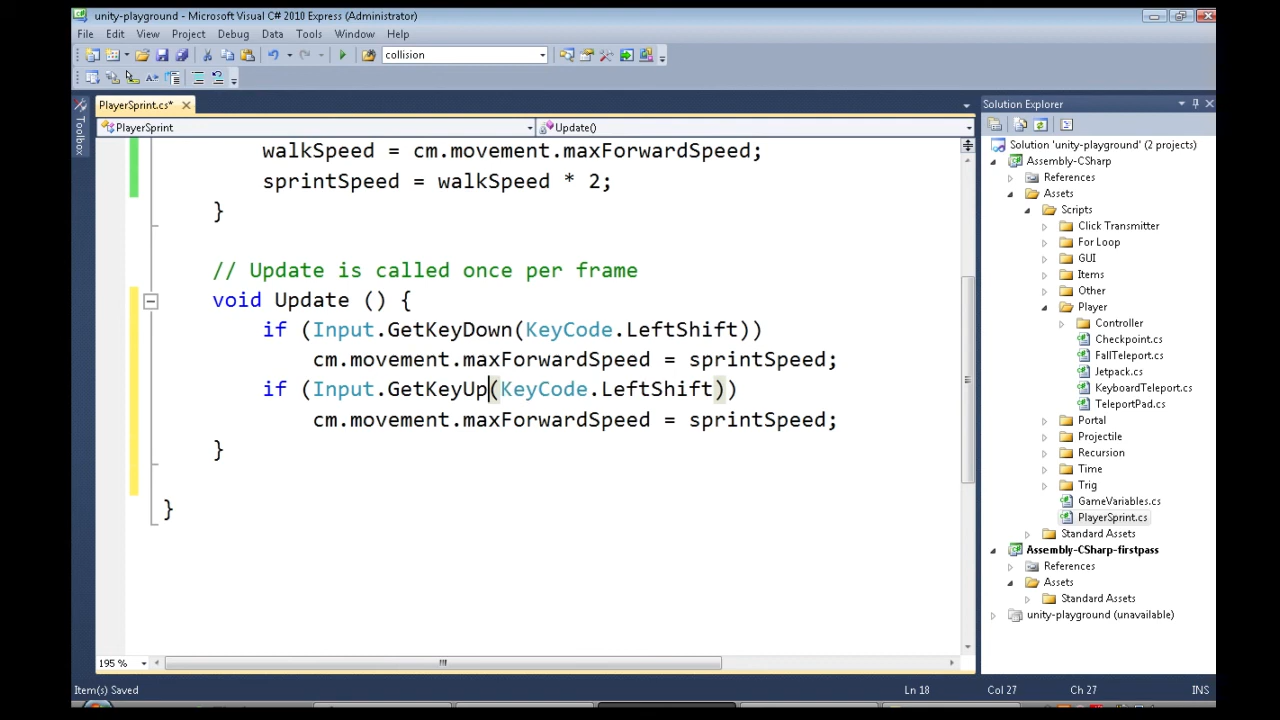 unity-playground - Microsoft Visual C# 2010 Express (Administrator)
File Edit View Project Debug Data Tools Window Help
collision
PlayerSprint.cs*
Toolbox
PlayerSprint Update()
walkSpeed = cm.movement.maxForwardSpeed;
sprintSpeed = walkSpeed * 2;
}
// Update is called once per frame
void Update () {
if (Input.GetKeyDown(KeyCode.LeftShift))
cm.movement.maxForwardSpeed = sprintSpeed;
if (Input.GetKeyUp(KeyCode.LeftShift))
cm.movement.maxForwardSpeed = sprintSpeed;
}
}
195 %
Solution Explorer
Solution 'unity-playground' (2 projects)
Assembly-CSharp
References
Assets
Scripts
Click Transmitter
For Loop
GUI
Items
Other
Player
Controller
Checkpoint.cs
FallTeleport.cs
Jetpack.cs
KeyboardTeleport.cs
TeleportPad.cs
Portal
Projectile
Recursion
Time
Trig
GameVariables.cs
PlayerSprint.cs
Standard Assets
Assembly-CSharp-firstpass
References
Assets
Standard Assets
unity-playground (unavailable)
Item(s) Saved Ln 18 Col 27 Ch 27 INS